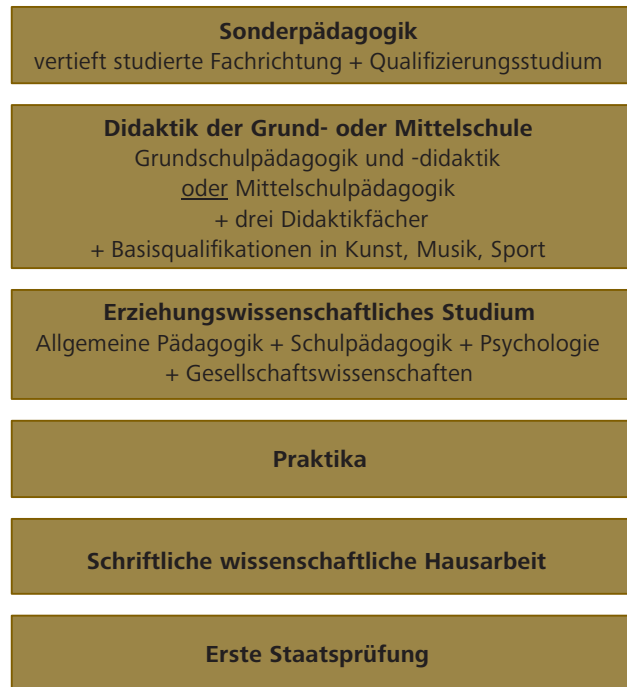 Sonderpädagogik
vertieft studierte Fachrichtung + Qualifizierungsstudium
Didaktik der Grund- oder Mittelschule
Grundschulpädagogik und -didaktik
oder Mittelschulpädagogik
+ drei Didaktikfächer
+ Basisqualifikationen in Kunst, Musik, Sport
Erziehungswissenschaftliches Studium
Allgemeine Pädagogik + Schulpädagogik + Psychologie
+ Gesellschaftswissenschaften
Praktika
Schriftliche wissenschaftliche Hausarbeit
Erste Staatsprüfung